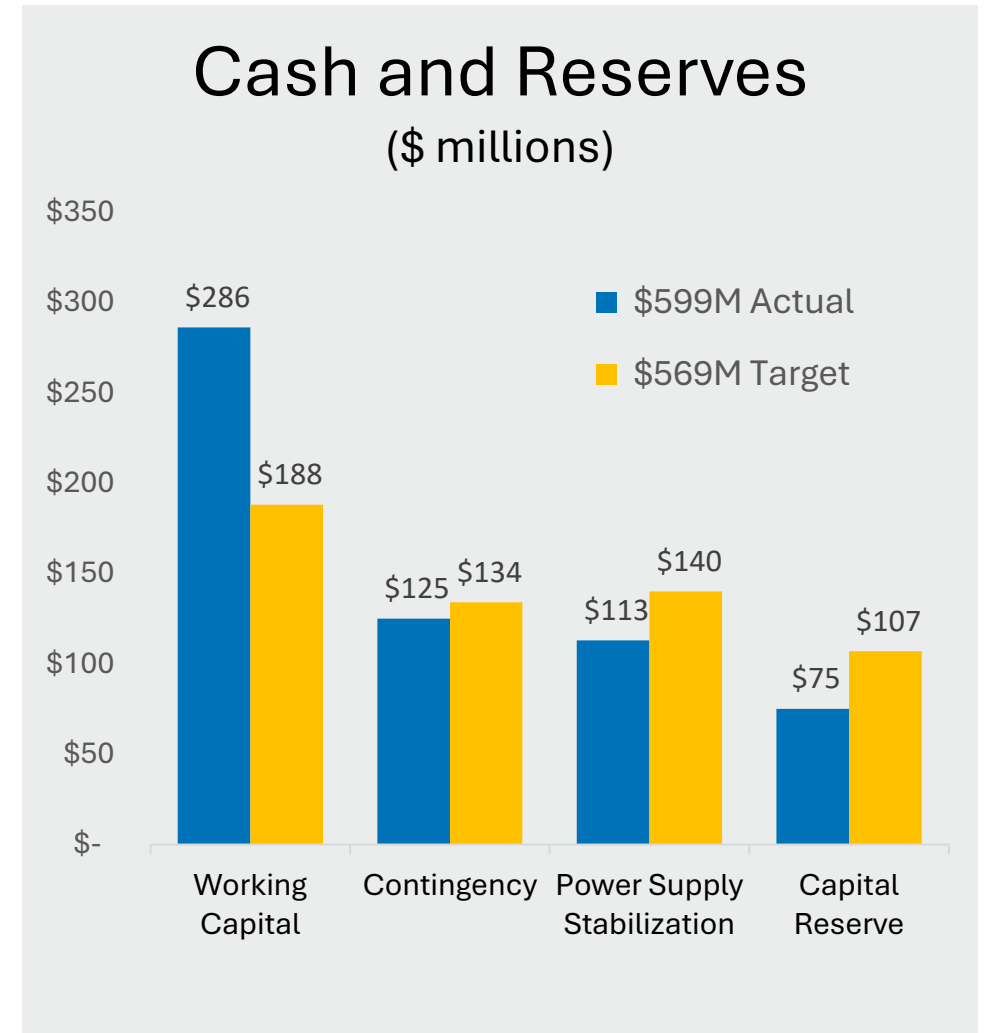 Cash and Reserves
($ millions)
$350
$300
$250
$200
$150
$100
$50
$-
$599M Actual
$569M Target
$286
$188
$125
$134
$113
$140
$75
$107
Working
Capital
Contingency
Power Supply
Stabilization
Capital
Reserve